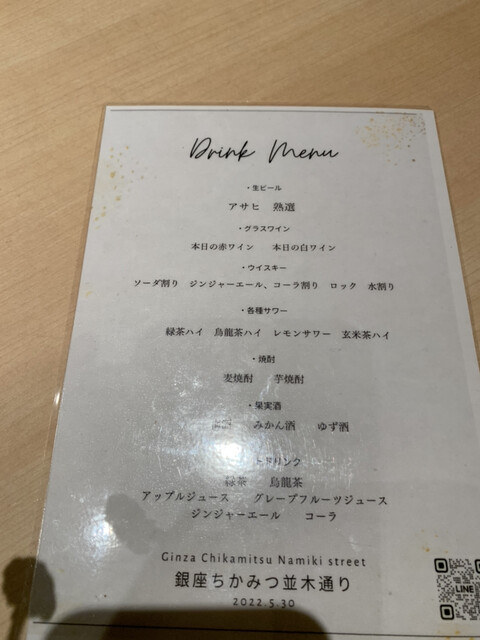 Drink Menu
・生ビール
アサヒ 熟選
・グラスワイン
本日の赤ワイン 本日の白ワイン
・ウイスキー
ソーダ割り ジンジャーエール、コーラ割り ロック 水割り
・各種サワー
緑茶ハイ 烏龍茶ハイ レモンサワー 玄米茶ハイ
・焼酎
麦焼酎 芋焼酎
・果実酒
みかん酒 ゆず酒
緑茶 烏龍茶
アップルジュース グレープフルーツジュース
ジンジャーエール コーラ
Ginza Chikamitsu Namiki street
銀座ちかみつ並木通り
2022.5.30
LINE